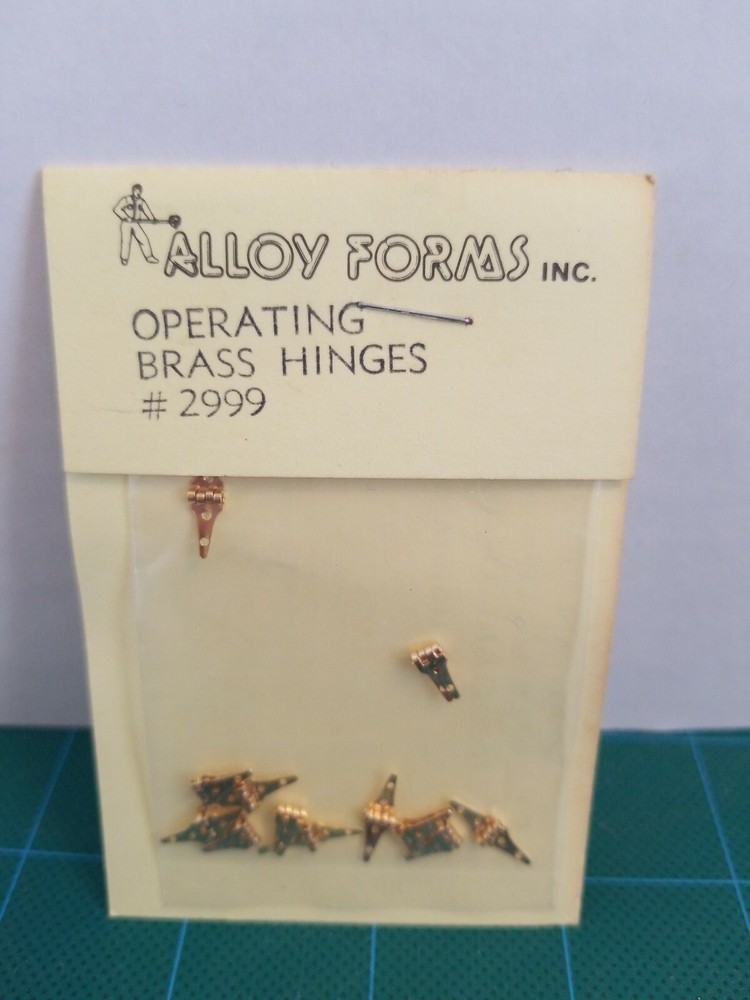 ALLOY FORMS INC.
OPERATING
BRASS HINGES
# 2999